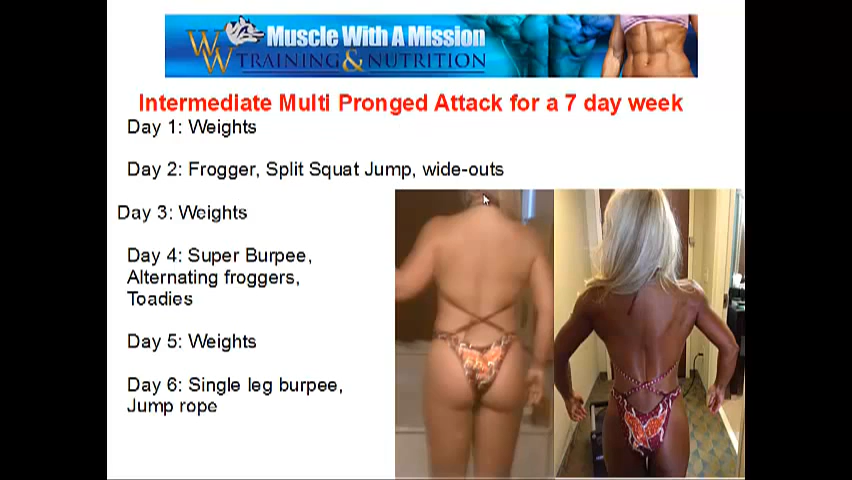 WW
Muscle With A Mission
TRAINING & NUTRITION
Intermediate Multi Pronged Attack for a 7 day week
Day 1: Weights
Day 2: Frogger, Split Squat Jump, wide-outs
Day 3: Weights
Day 4: Super Burpee,
Alternating froggers,
Toadies
Day 5: Weights
Day 6: Single leg burpee,
Jump rope